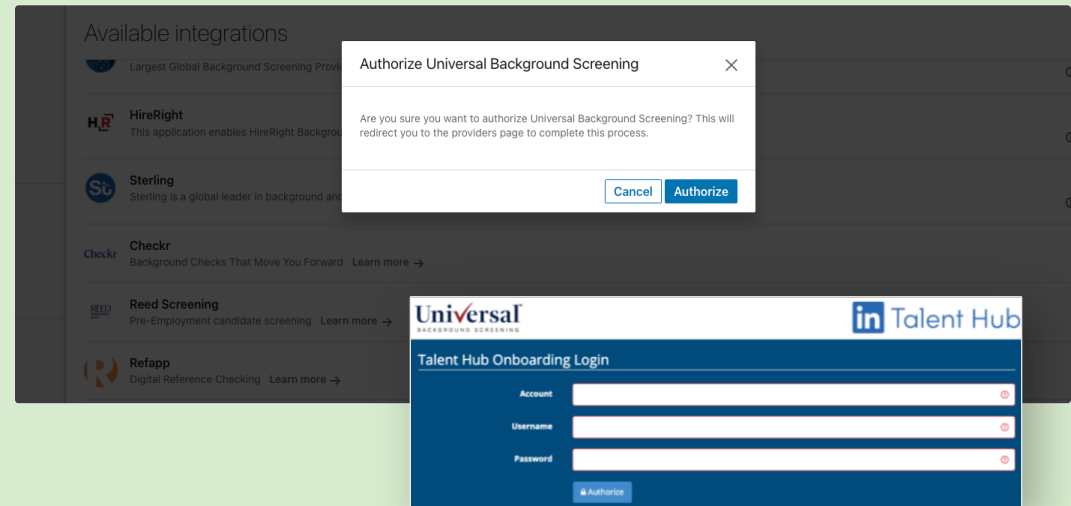 Available integrations
Largest Global Background Screening Provi
HireRight
This application enables HireRight Backgrou
Sterling
Sterling is a global leader in background and
Checkr
Checkr
Background Checks That Move You Forward Learn more →
REED
Reed Screening
Pre-Employment candidate screening Learn more →
Refapp
Digital Reference Checking Learn more →
Authorize Universal Background Screening
Are you sure you want to authorize Universal Background Screening? This will
redirect you to the providers page to complete this process.
Cancel Authorize
Universal
BACKGROUND SCREENING
in Talent Hub
Talent Hub Onboarding Login
Account
Username
Password
Authorize